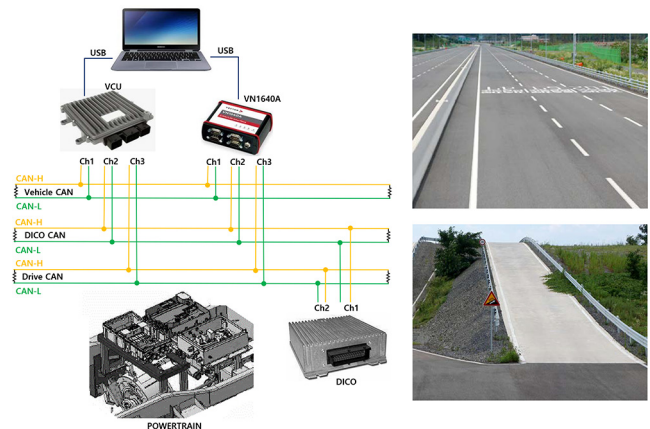 USB
USB
VCU
VN1640A
Ch1 Ch2 Ch3
Ch1 Ch2 Ch3
CAN-H
Vehicle CAN
CAN-L
CAN-H
DICO CAN
CAN-L
CAN-H
Drive CAN
CAN-L
Ch2 Ch1
DICO
POWERTRAIN